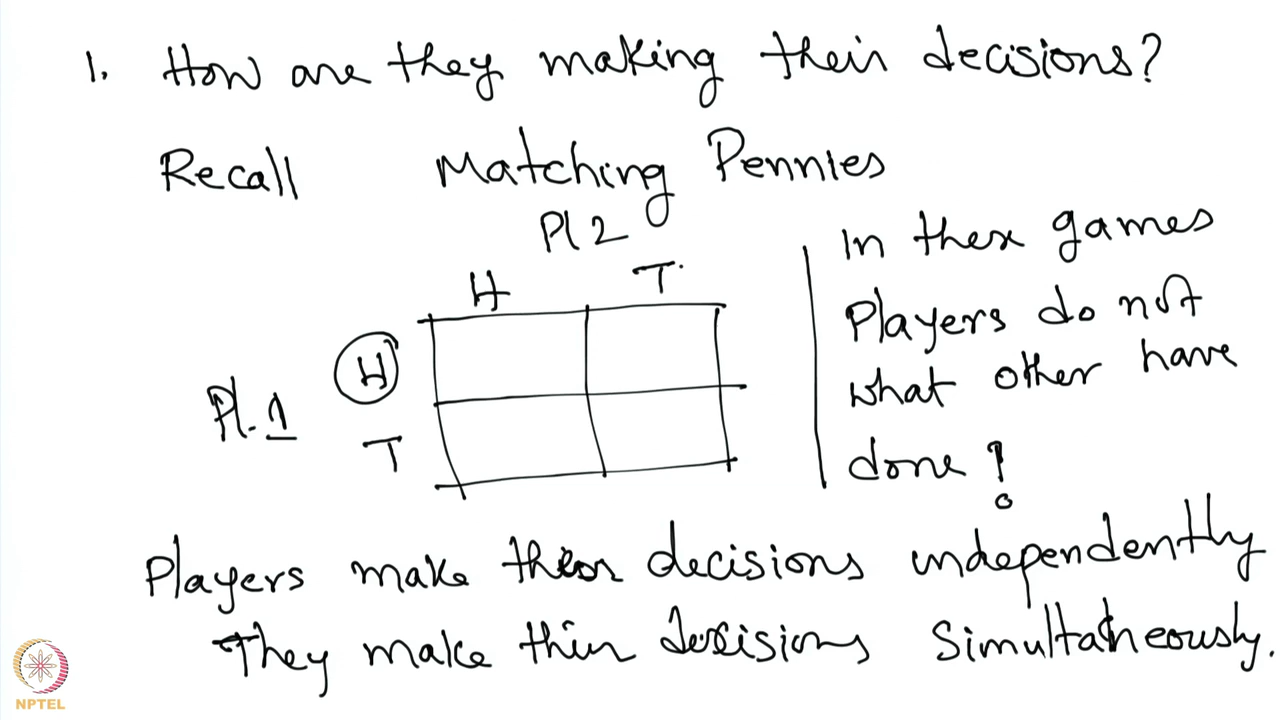 1. How are they making their decisions?
Recall Matching Pennies
Pl 2
H T
Pl. 1
H
T
In these games
Players do not
what other have
done!
Players make their decisions independently
They make their decisions Simultaneously.
NPTEL